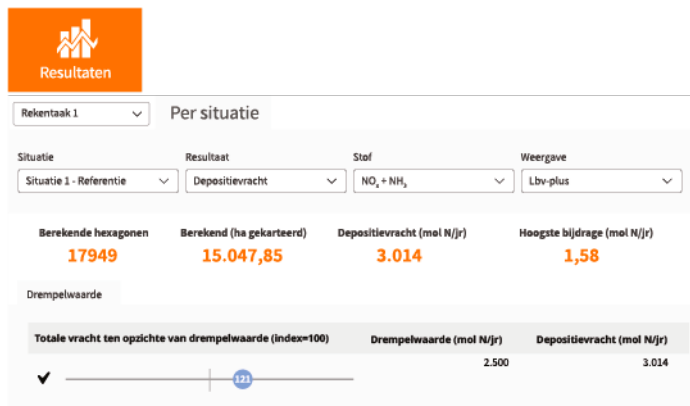 Resultaten
Rekentaak 1 Per situatie
Situatie Resultaat Stof Weergave
Situatie 1 - Referentie Depositievracht NOₓ + NH₃ Lbv-plus
Berekende hexagonen Berekend (ha gekarteerd) Depositievracht (mol N/jr) Hoogste bijdrage (mol N/jr)
17949 15.047,85 3.014 1,58
Drempelwaarde
Totale vracht ten opzichte van drempelwaarde (index=100) Drempelwaarde (mol N/jr) Depositievracht (mol N/jr)
2.500 3.014
121